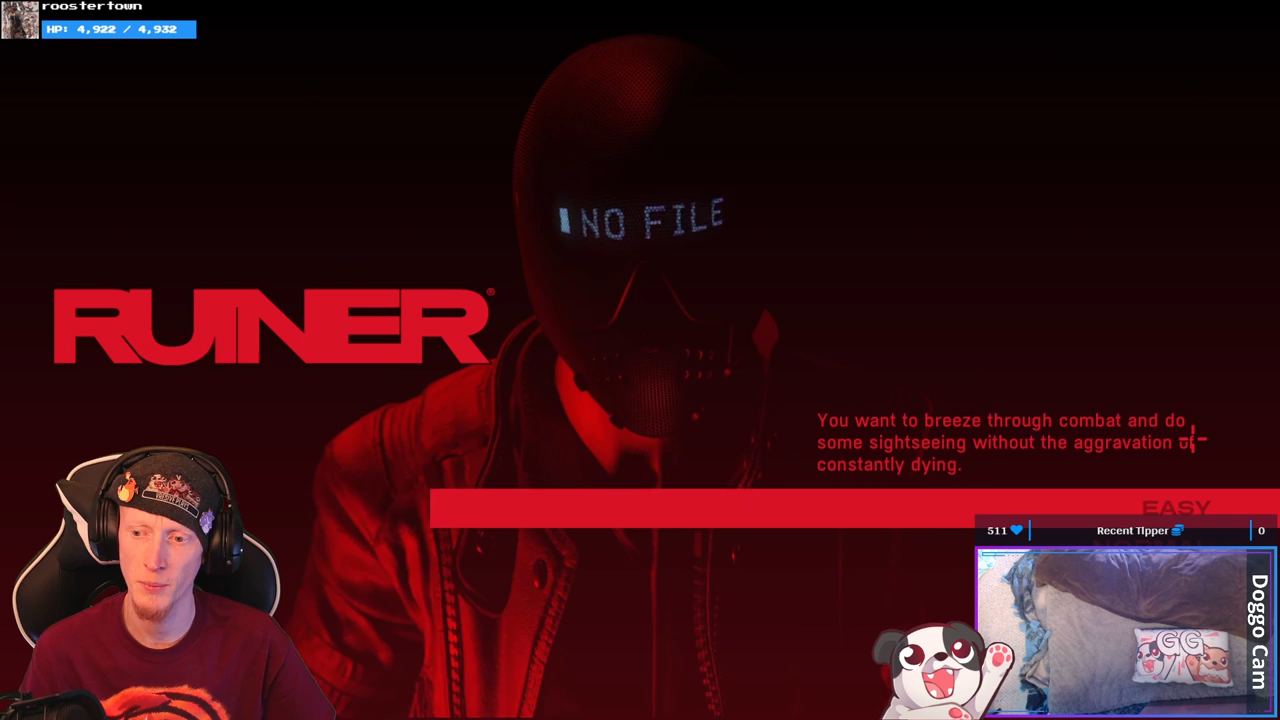 roostertown
HP: 4,922 / 4,932
NO FILE
RUINER®
You want to breeze through combat and do
some sightseeing without the aggravation of
constantly dying.
EASY
511
Recent Tipper
0
Doggo Cam
GG